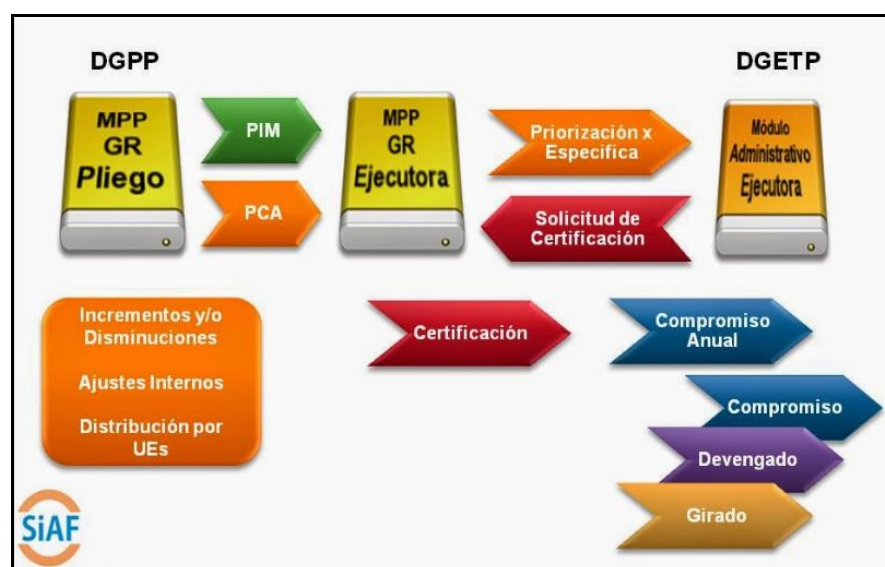 DGPP
DGETP
MPP
GR
Pliego
PIM
PCA
MPP
GR
Ejecutora
Priorización x
Específica
Solicitud de
Certificación
Módulo
Administrativo
Ejecutora
Incrementos y/o
Disminuciones
Ajustes Internos
Distribución por
UEs
Certificación
Compromiso
Anual
Compromiso
Devengado
Girado
SiAF